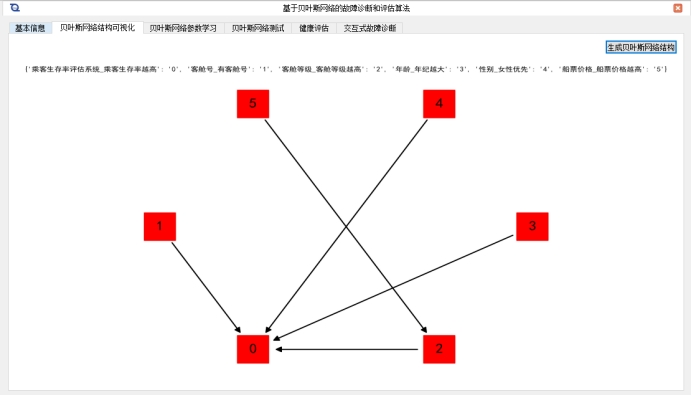 基于贝叶斯网络的故障诊断和评估算法
基本信息 贝叶斯网络结构可视化 贝叶斯网络参数学习 贝叶斯网络测试 健康评估 交互式故障诊断
生成贝叶斯网络结构
{'乘客生存率评估系统_乘客生存率越高': '0', '客舱号_有客舱号': '1', '客舱等级_客舱等级越高': '2', '年龄_年纪越大': '3', '性别_女性优先': '4', '船票价格_船票价格越高': '5'}
5 4
1 3
0 2